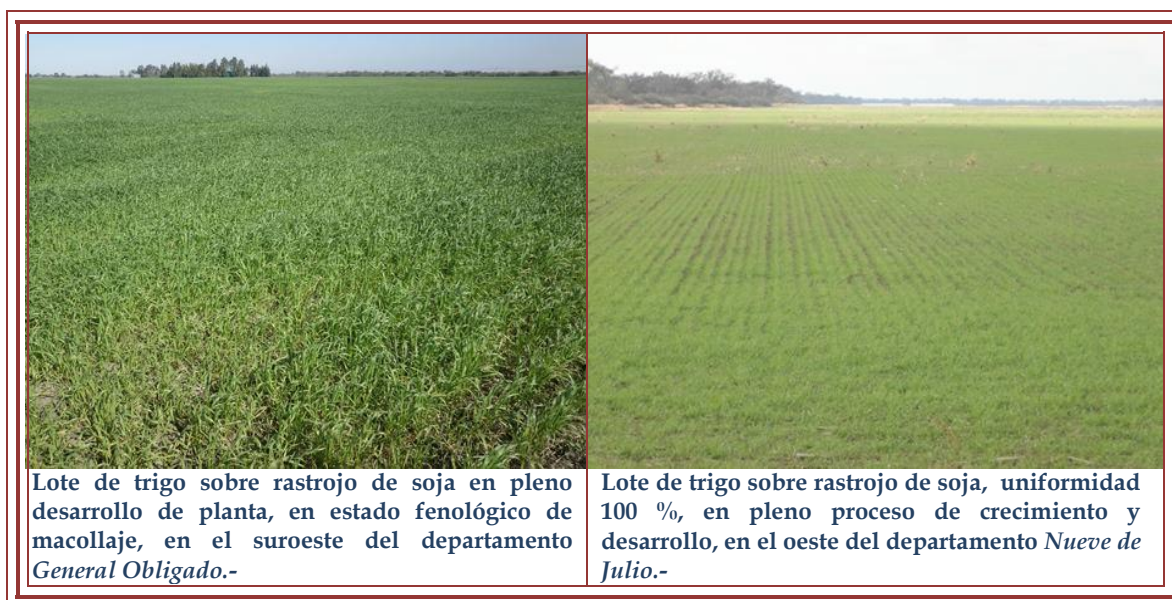 Lote de trigo sobre rastrojo de soja en pleno
desarrollo de planta, en estado fenológico de
macollaje, en el suroeste del departamento
General Obligado.-
Lote de trigo sobre rastrojo de soja, uniformidad
100 %, en pleno proceso de crecimiento y
desarrollo, en el oeste del departamento Nueve de
Julio.-